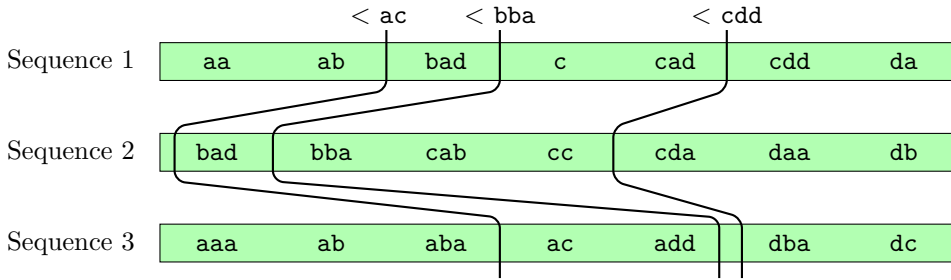 < ac < bba < cdd
Sequence 1 aa ab bad c cad cdd da
Sequence 2 bad bba cab cc cda daa db
Sequence 3 aaa ab aba ac add dba dc